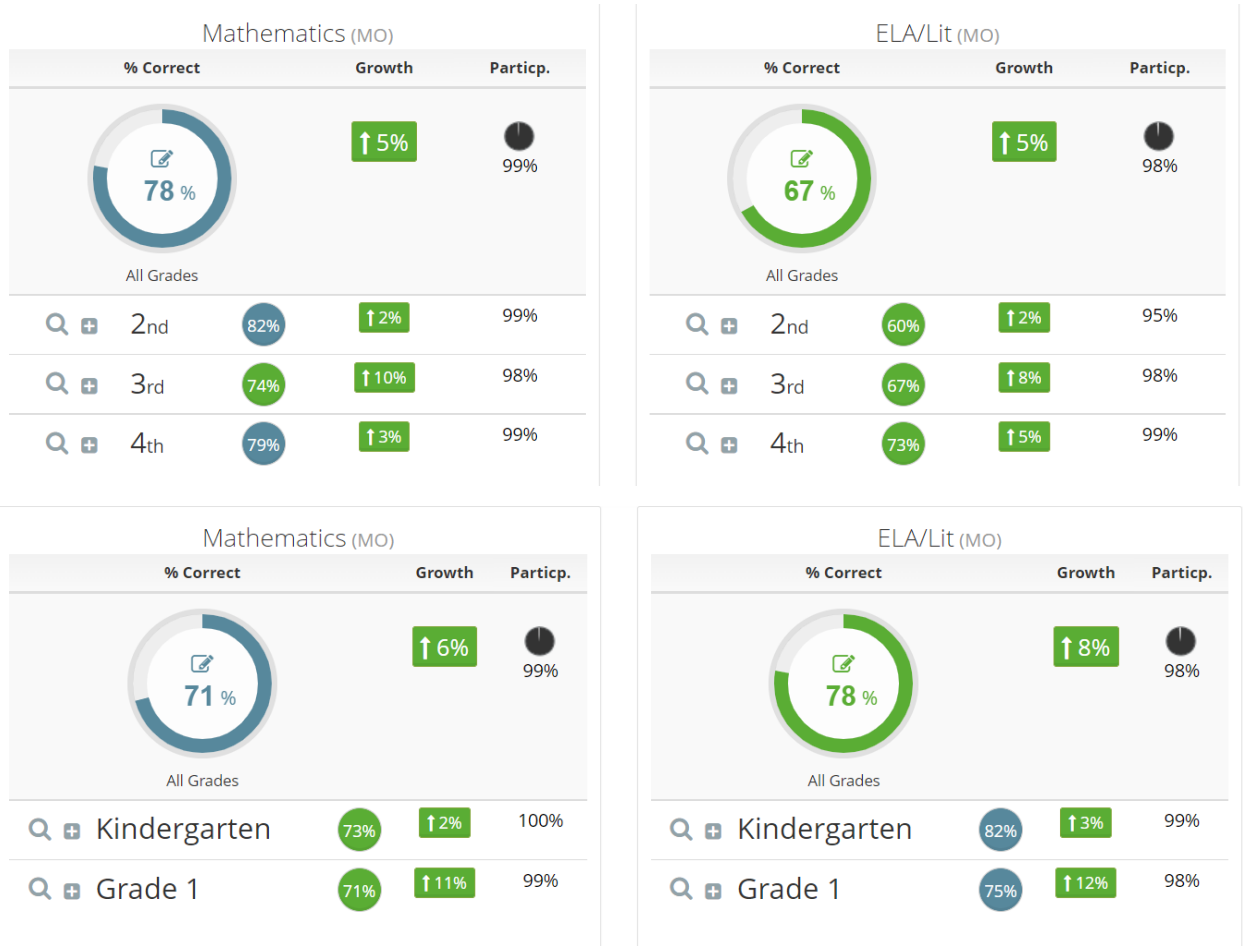 Mathematics (MO)
% Correct Growth Particp.
78 %
5%
99%
All Grades
2nd 82% 2% 99%
3rd 74% 10% 98%
4th 79% 3% 99%
ELA/Lit (MO)
% Correct Growth Particp.
67 %
5%
98%
All Grades
2nd 60% 2% 95%
3rd 67% 8% 98%
4th 73% 5% 99%
Mathematics (MO)
% Correct Growth Particp.
71 %
6%
99%
All Grades
Kindergarten 73% 2% 100%
Grade 1 71% 11% 99%
ELA/Lit (MO)
% Correct Growth Particp.
78 %
8%
98%
All Grades
Kindergarten 82% 3% 99%
Grade 1 75% 12% 98%